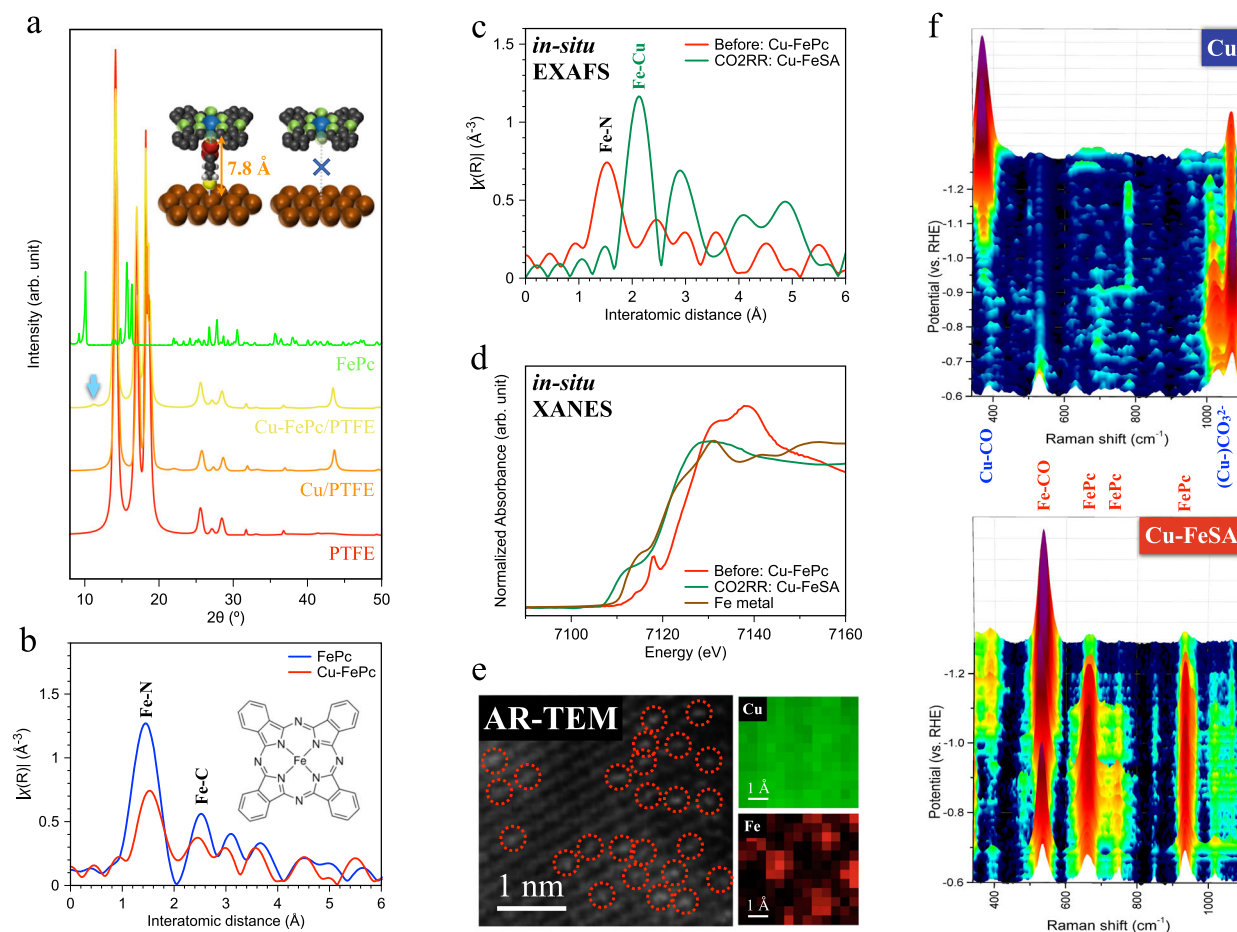 a
7.8 Å
FePc
Cu-FePc/PTFE
Cu/PTFE
PTFE
Intensity (arb. unit)
10
20
30
40
50
2θ (º)
b
FePc
Cu-FePc
Fe-N
Fe-C
N
N
N
N
Fe
N
N
N
N
|χ(R)| (Å-3)
1.5
1
0.5
0
0
1
2
3
4
5
6
Interatomic distance (Å)
c
in-situ
EXAFS
Before: Cu-FePc
CO2RR: Cu-FeSA
Fe-N
Fe-Cu
|χ(R)| (Å-3)
1.5
1
0.5
0
0
1
2
3
4
5
6
Interatomic distance (Å)
d
in-situ
XANES
Before: Cu-FePc
CO2RR: Cu-FeSA
Fe metal
Normalized Absorbance (arb. unit)
7100
7120
7140
7160
Energy (eV)
e
AR-TEM
1 nm
Cu
1 Å
Fe
1 Å
f
Cu
Potential (vs. RHE)
-1.2
-1.1
-1.0
-0.9
-0.8
-0.7
-0.6
400
600
800
1000
Raman shift (cm-1)
Cu-CO
Fe-CO
FePc
FePc
FePc
(Cu-)CO32-
Cu-FeSA
Potential (vs. RHE)
-1.2
-1.0
-0.8
-0.6
400
600
800
1000
Raman shift (cm-1)